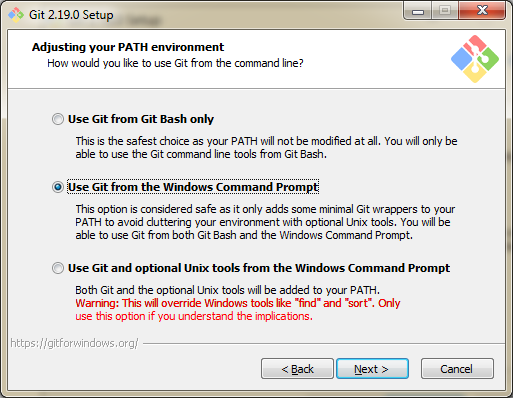 Git 2.19.0 Setup
Adjusting your PATH environment
How would you like to use Git from the command line?
Use Git from Git Bash only
This is the safest choice as your PATH will not be modified at all. You will only be
able to use the Git command line tools from Git Bash.
Use Git from the Windows Command Prompt
This option is considered safe as it only adds some minimal Git wrappers to your
PATH to avoid cluttering your environment with optional Unix tools. You will be
able to use Git from both Git Bash and the Windows Command Prompt.
Use Git and optional Unix tools from the Windows Command Prompt
Both Git and the optional Unix tools will be added to your PATH.
Warning: This will override Windows tools like "find" and "sort". Only
use this option if you understand the implications.
https://gitforwindows.org/
< Back
Next >
Cancel